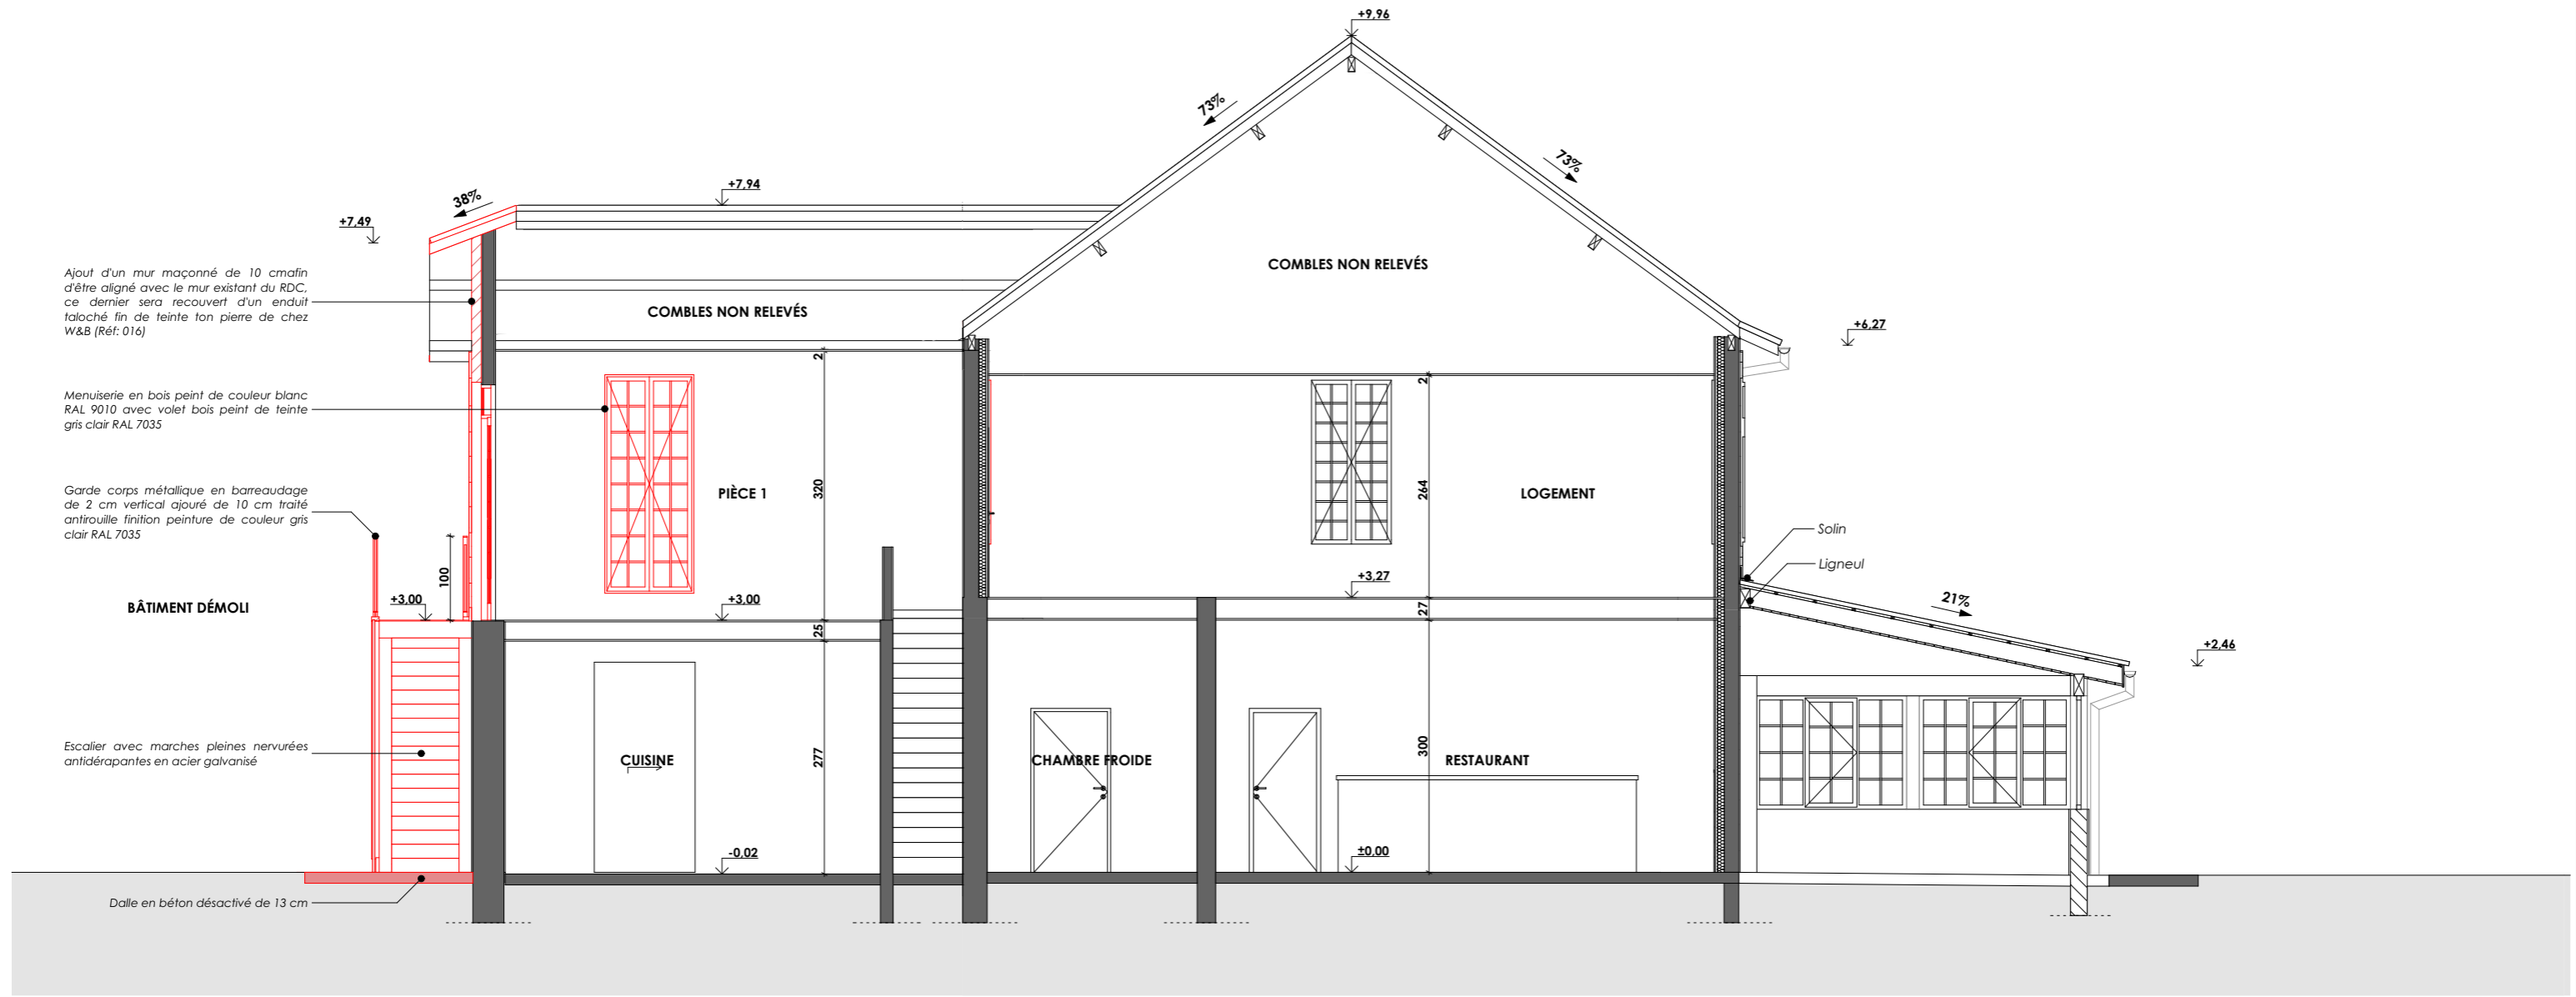 +9,96
73%
73%
+7,94
38%
+7,49
COMBLES NON RELEVÉS
Ajout d'un mur maçonné de 10 cmafin
d'être aligné avec le mur existant du RDC,
ce dernier sera recouvert d'un enduit
taloché fin de teinte ton pierre de chez
W&B (Réf: 016)
COMBLES NON RELEVÉS
+6,27
2
2
Menuiserie en bois peint de couleur blanc
RAL 9010 avec volet bois peint de teinte
gris clair RAL 7035
PIÈCE 1
320
264
LOGEMENT
Garde corps métallique en barreaudage
de 2 cm vertical ajouré de 10 cm traité
antirouille finition peinture de couleur gris
clair RAL 7035
Solin
Ligneul
100
+3,27
BÂTIMENT DÉMOLI
+3,00
+3,00
27
21%
25
+2,46
Escalier avec marches pleines nervurées
antidérapantes en acier galvanisé
CUISINE
277
CHAMBRE FROIDE
300
RESTAURANT
-0,02
±0,00
Dalle en béton désactivé de 13 cm